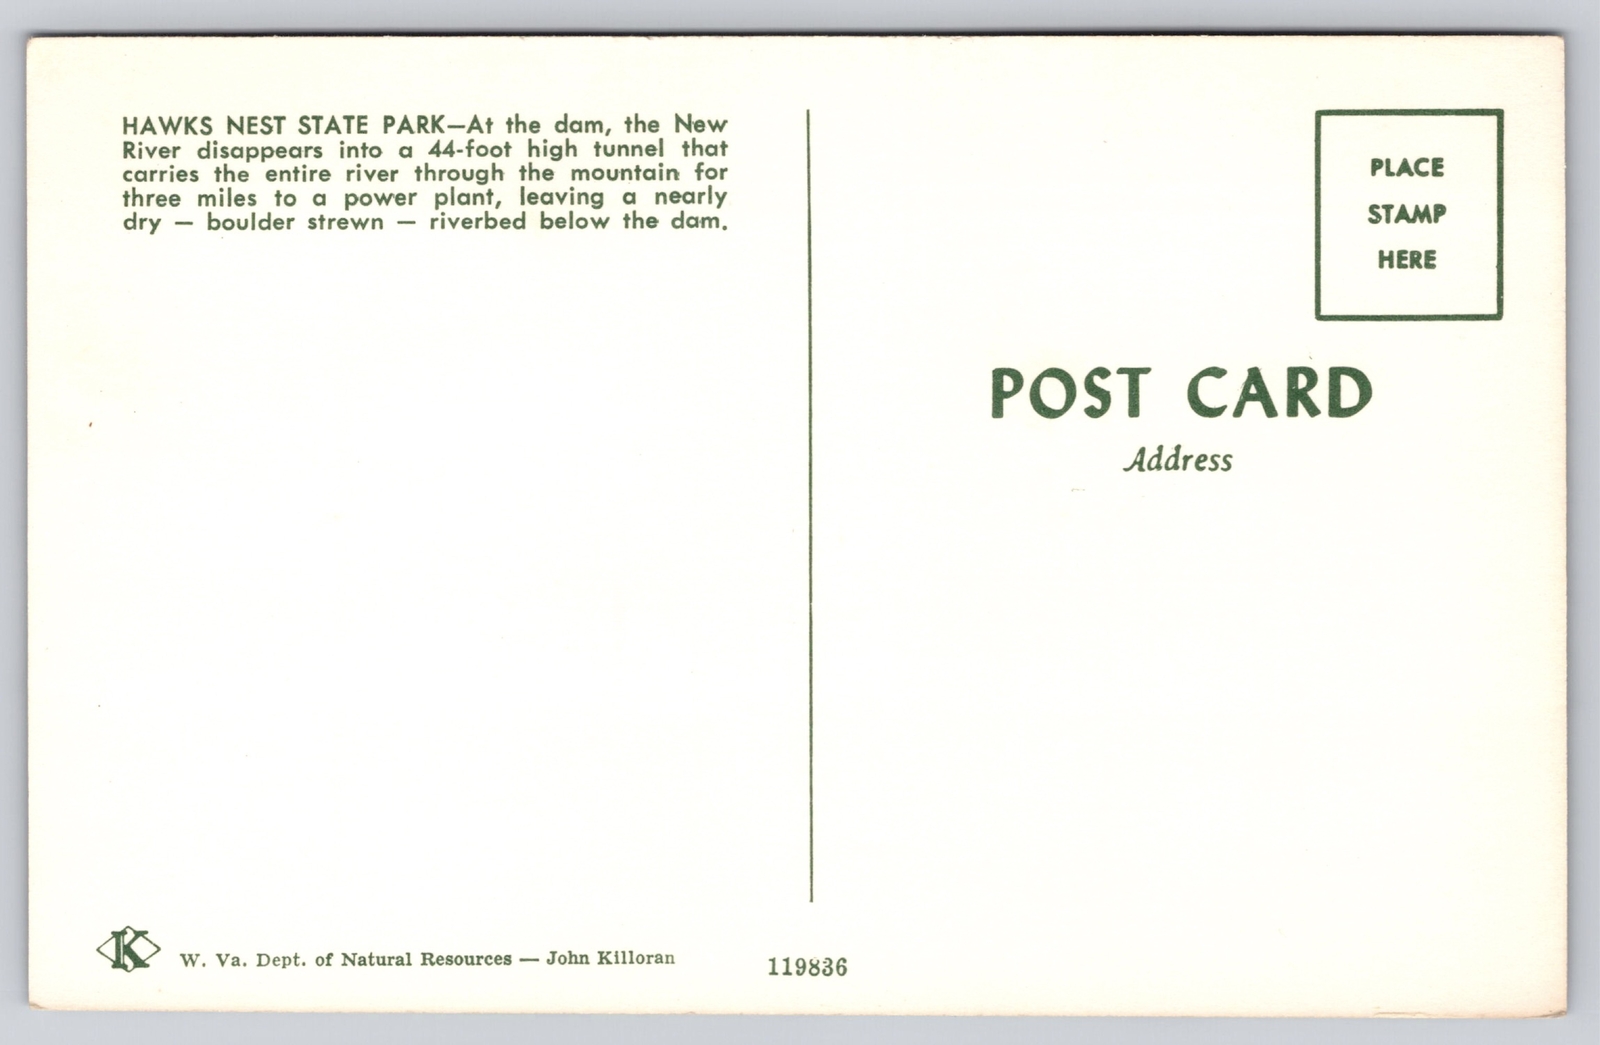 HAWKS NEST STATE PARK—At the dam, the New
River disappears into a 44-foot high tunnel that
carries the entire river through the mountain for
three miles to a power plant, leaving a nearly
dry — boulder strewn — riverbed below the dam.
PLACE
STAMP
HERE
POST CARD
Address
K
W. Va. Dept. of Natural Resources — John Killoran
119836